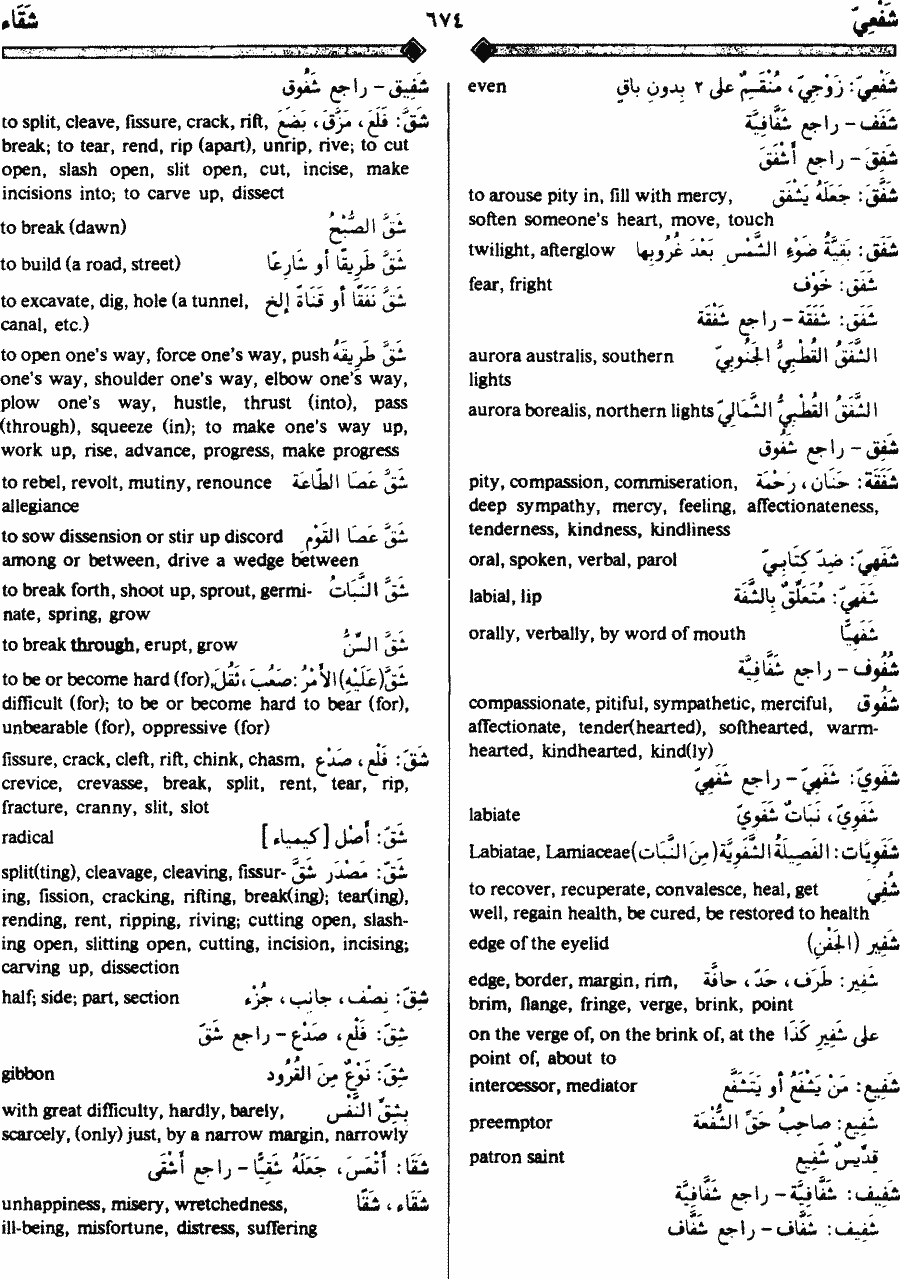 شَفْعِيّ ٦٧٤ شَقَاء
شَفْعِيّ: زَوْجِيّ، مُنْقَسِمٌ على ٢ بِدونِ باقٍ even
شَفَف – راجع شَفَّافِيَّة
شَفِقَ – راجع أَشْفَقَ
شَفَّقَ: جَعَلَهُ يُشْفِق to arouse pity in, fill with mercy,
soften someone's heart, move, touch
شَفَق: بَقِيَّةُ ضَوْءِ الشَّمْسِ بَعْدَ غُرُوبِها twilight, afterglow
شَفَق: خَوْف fear, fright
شَفَق: شَفَقَة – راجع شَفَقَة
الشَّفَقُ القُطْبِيُّ الجَنُوبِيّ aurora australis, southern
lights
الشَّفَقُ القُطْبِيُّ الشَّمَالِيّ aurora borealis, northern lights
شَفِق – راجع شَفُوق
شَفَقَة: حَنَان، رَحْمَة pity, compassion, commiseration,
deep sympathy, mercy, feeling, affectionateness,
tenderness, kindness, kindliness
شَفَهِيّ: ضِدّ كِتَابِيّ oral, spoken, verbal, parol
شَفَهِيّ: مُتَعَلِّقٌ بِالشَّفَة labial, lip
شَفَهِيًّا orally, verbally, by word of mouth
شُفُوف – راجع شَفَّافِيَّة
شَفُوق compassionate, pitiful, sympathetic, merciful,
affectionate, tender(hearted), softhearted, warm-
hearted, kindhearted, kind(ly)
شَفَوِيّ: شَفَهِيّ – راجع شَفَهِيّ
شَفَوِيّ، نَبَاتٌ شَفَوِيّ labiate
شَفَوِيَّات: الفَصِيلَةُ الشَّفَوِيَّة (مِنَ النَّبَات) Labiatae, Lamiaceae
شُفِيَ to recover, recuperate, convalesce, heal, get
well, regain health, be cured, be restored to health
شَفِير (الجَفْنِ) edge of the eyelid
شَفِير: طَرَف، حَدّ، حافَّة edge, border, margin, rim,
brim, flange, fringe, verge, brink, point
على شَفِيرِ كَذا on the verge of, on the brink of, at the
point of, about to
شَفِيع: مَنْ يَشْفَعُ أو يَتَشَفَّع intercessor, mediator
شَفِيع: صاحِبُ حَقِّ الشُّفْعَة preemptor
قِدِّيسٌ شَفِيع patron saint
شَفِيف: شَفَّافِيَّة – راجع شَفَّافِيَّة
شَفِيف: شَفَّاف – راجع شَفَّاف
شَفِيق – راجع شَفُوق
شَقَّ: فَلَعَ، مَزَّقَ، بَضَعَ to split, cleave, fissure, crack, rift,
break; to tear, rend, rip (apart), unrip, rive; to cut
open, slash open, slit open, cut, incise, make
incisions into; to carve up, dissect
شَقَّ الصُّبْحُ to break (dawn)
شَقَّ طَرِيقًا أو شارِعًا to build (a road, street)
شَقَّ نَفَقًا أو قَناةً إلخ to excavate, dig, hole (a tunnel,
canal, etc.)
شَقَّ طَرِيقَهُ to open one's way, force one's way, push
one's way, shoulder one's way, elbow one's way,
plow one's way, hustle, thrust (into), pass
(through), squeeze (in); to make one's way up,
work up, rise, advance, progress, make progress
شَقَّ عَصَا الطَّاعَة to rebel, revolt, mutiny, renounce
allegiance
شَقَّ عَصَا القَوْمِ to sow dissension or stir up discord
among or between, drive a wedge between
شَقَّ النَّبَاتُ to break forth, shoot up, sprout, germi-
nate, spring, grow
شَقَّ السِّنُّ to break through, erupt, grow
شَقَّ (عَلَيْهِ) الأَمْرُ: صَعُبَ، ثَقُلَ to be or become hard (for),
difficult (for); to be or become hard to bear (for),
unbearable (for), oppressive (for)
شَقّ: فَلْع، صَدْع fissure, crack, cleft, rift, chink, chasm,
crevice, crevasse, break, split, rent, tear, rip,
fracture, cranny, slit, slot
شَقّ: أَصْل [كيمياء] radical
شَقّ: مَصْدَر شَقَّ split(ting), cleavage, cleaving, fissur-
ing, fission, cracking, rifting, break(ing); tear(ing),
rending, rent, ripping, riving; cutting open, slash-
ing open, slitting open, cutting, incision, incising;
carving up, dissection
شِقّ: نِصْف، جانِب، جُزْء half; side; part, section
شِقّ: فَلْع، صَدْع – راجع شَقّ
شِقّ: نَوْعٌ مِنَ القُرُود gibbon
بِشِقِّ النَّفْس with great difficulty, hardly, barely,
scarcely, (only) just, by a narrow margin, narrowly
شَقَا: أَتْعَسَ، جَعَلَهُ شَقِيًّا – راجع أَشْقَى
شَقَاء، شَقًا unhappiness, misery, wretchedness,
ill-being, misfortune, distress, suffering